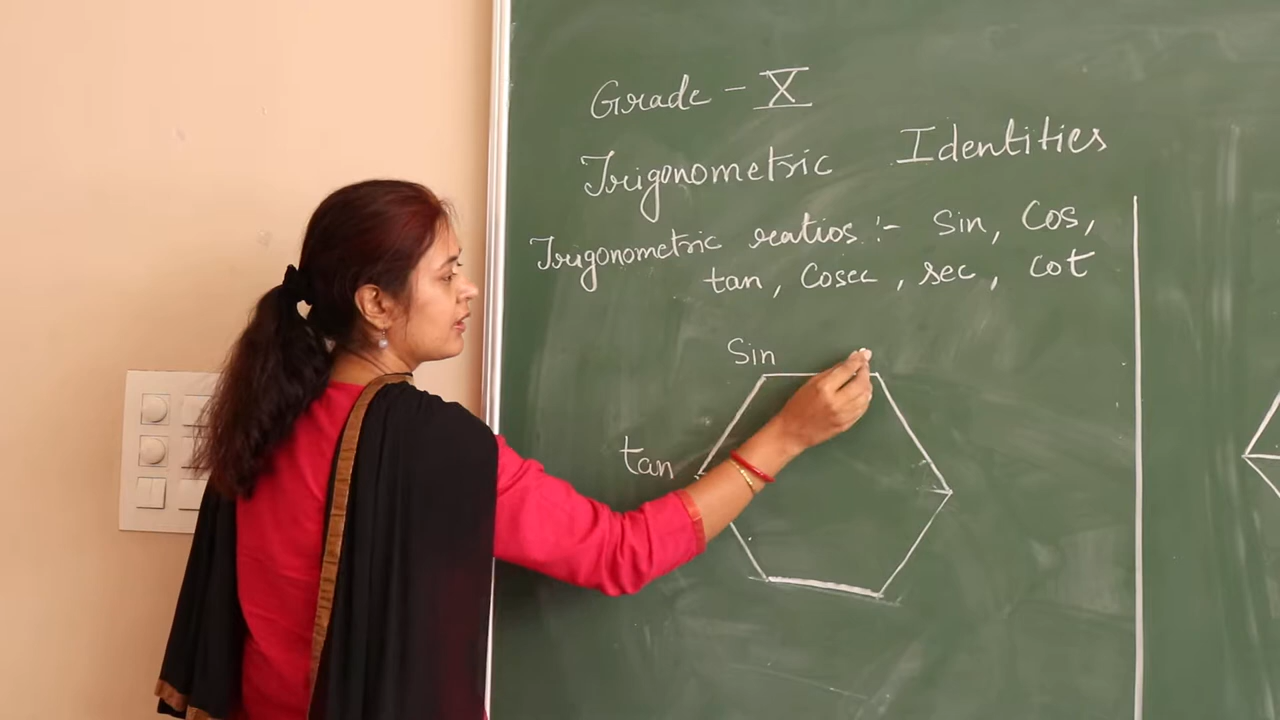 Grade - X
Trigonometric Identities
Trigonometric ratios :- Sin, Cos,
tan, Cosec, sec, cot
Sin
tan